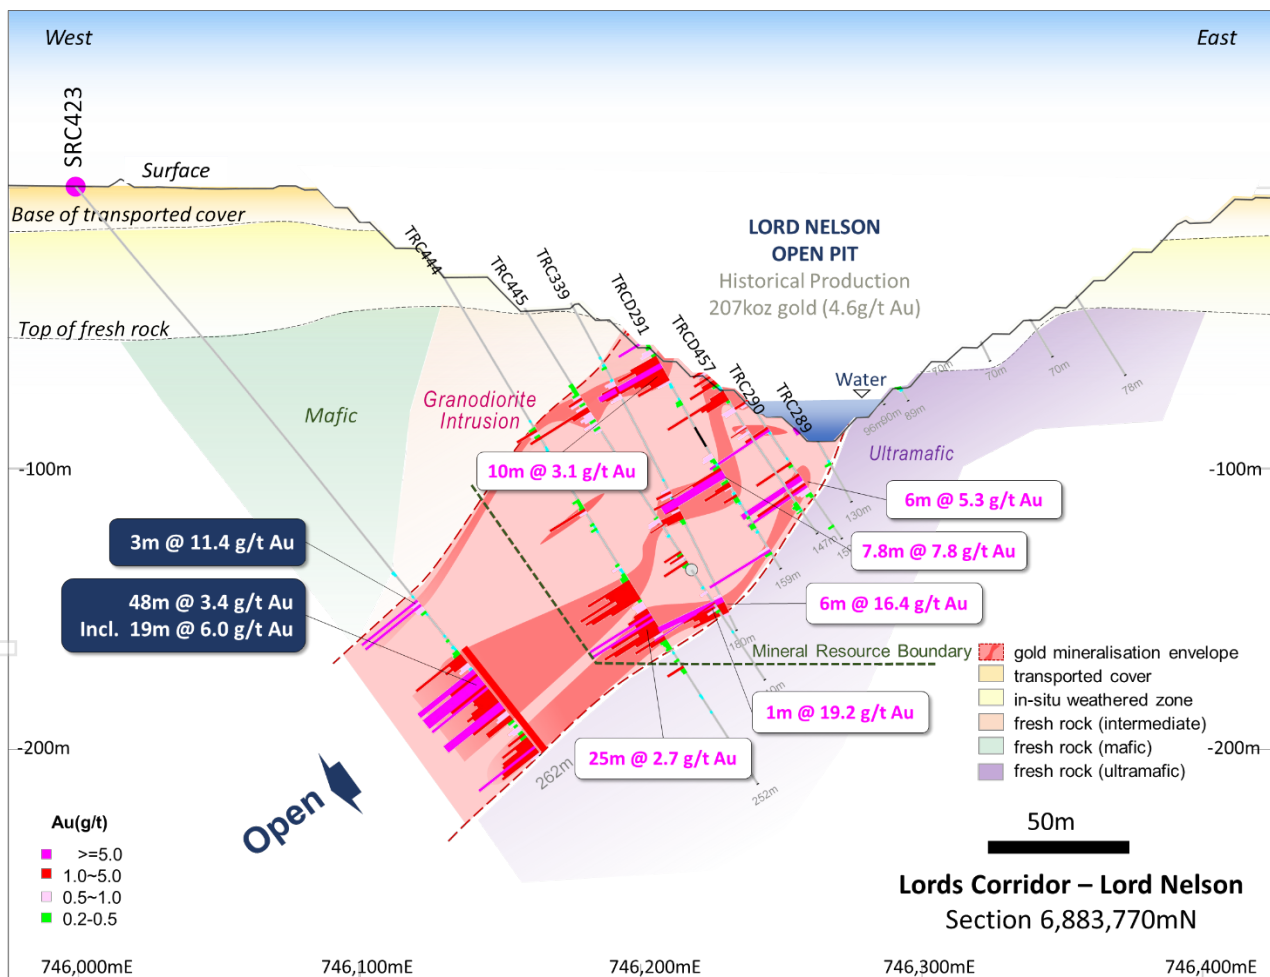 West
East
SRC423
Surface
Base of transported cover
Top of fresh rock
TRC444
TRC445
TRC339
TRCD291
TRCD457
TRC290
TRC289
LORD NELSON
OPEN PIT
Historical Production
207koz gold (4.6g/t Au)
Water
70m
70m
70m
78m
96m
90m
89m
Mafic
Granodiorite
Intrusion
Ultramafic
-100m
-100m
10m @ 3.1 g/t Au
6m @ 5.3 g/t Au
130m
147m
7.8m @ 7.8 g/t Au
159m
3m @ 11.4 g/t Au
48m @ 3.4 g/t Au
Incl. 19m @ 6.0 g/t Au
6m @ 16.4 g/t Au
180m
Mineral Resource Boundary
1m @ 19.2 g/t Au
25m @ 2.7 g/t Au
262m
252m
gold mineralisation envelope
transported cover
in-situ weathered zone
fresh rock (intermediate)
fresh rock (mafic)
fresh rock (ultramafic)
-200m
-200m
Open
Au(g/t)
>=5.0
1.0~5.0
0.5~1.0
0.2-0.5
50m
Lords Corridor – Lord Nelson
Section 6,883,770mN
746,000mE
746,100mE
746,200mE
746,300mE
746,400mE